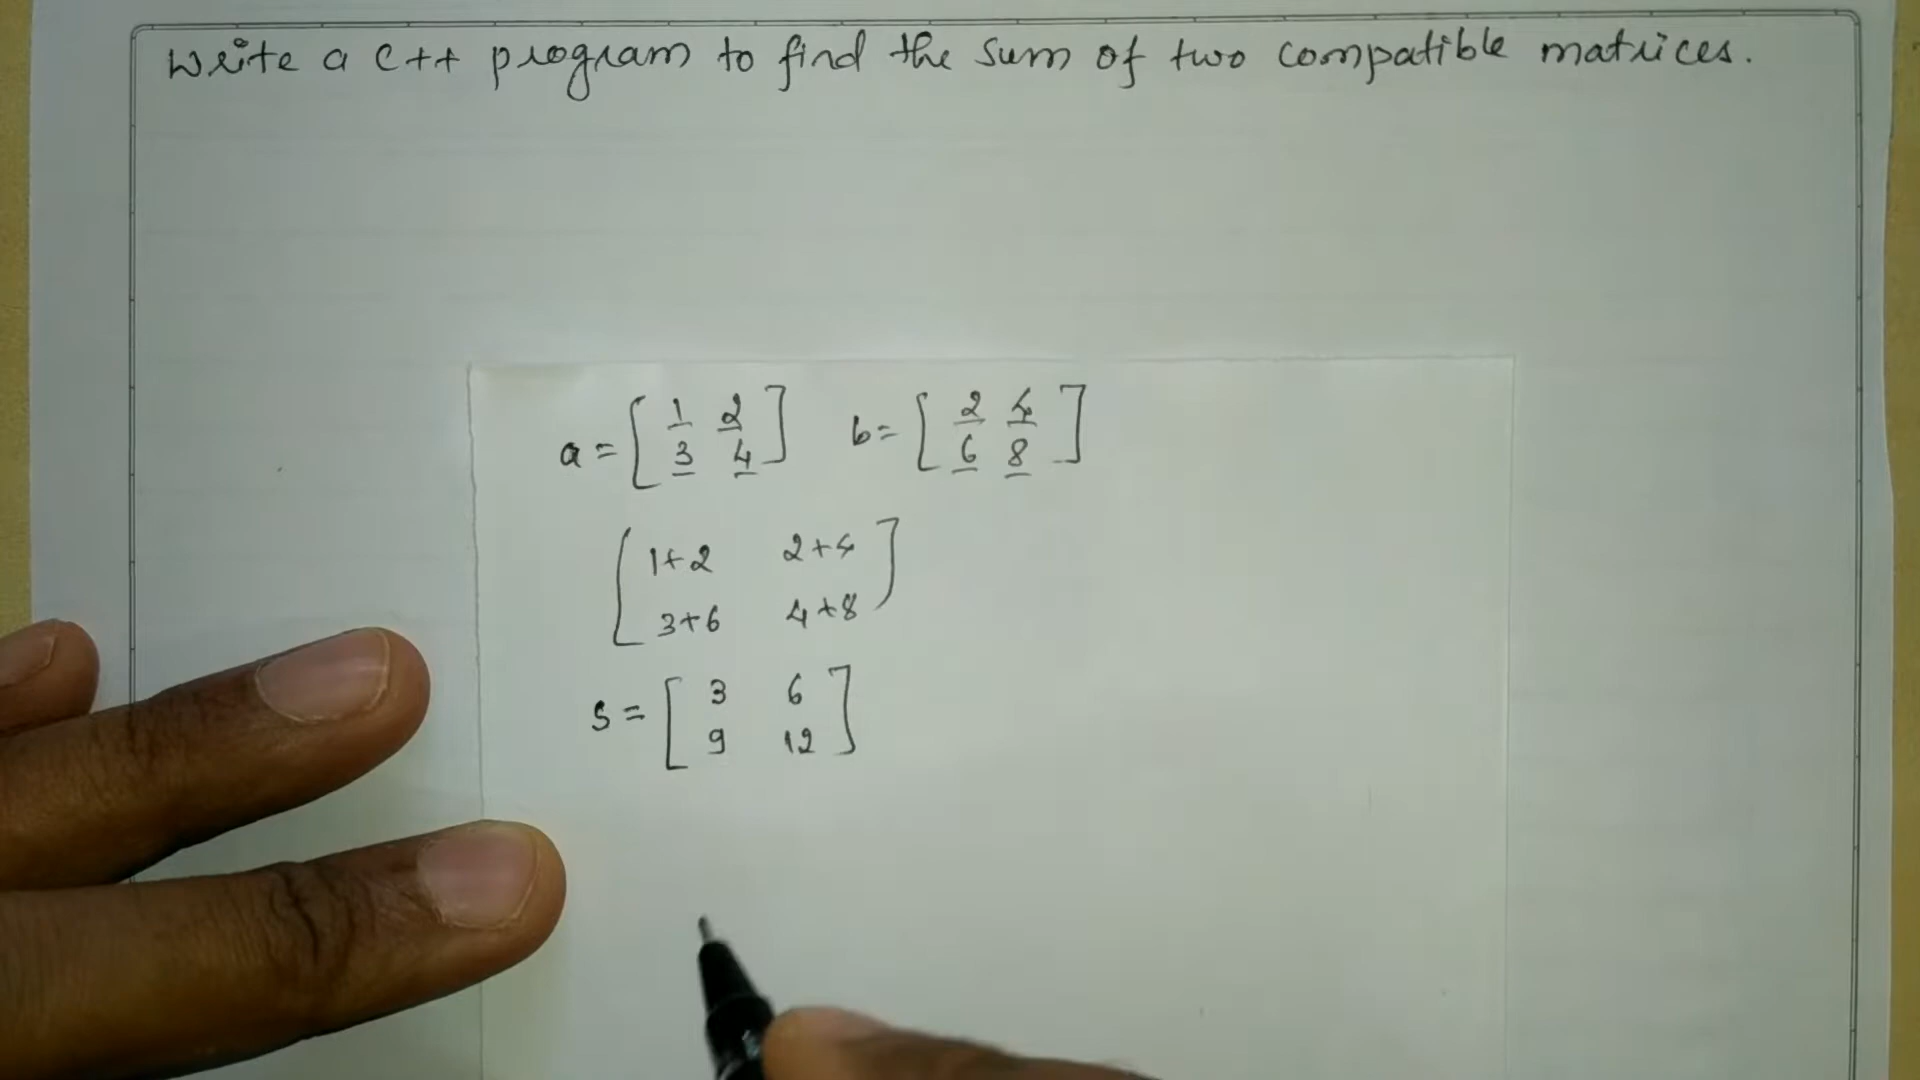 Write a C++ program to find the sum of two compatible matrices.
a = [ 1 2 b = [ 2 4
3 4 ] 6 8 ]
[ 1+2 2+4
3+6 4+8 ]
S = [ 3 6
9 12 ]